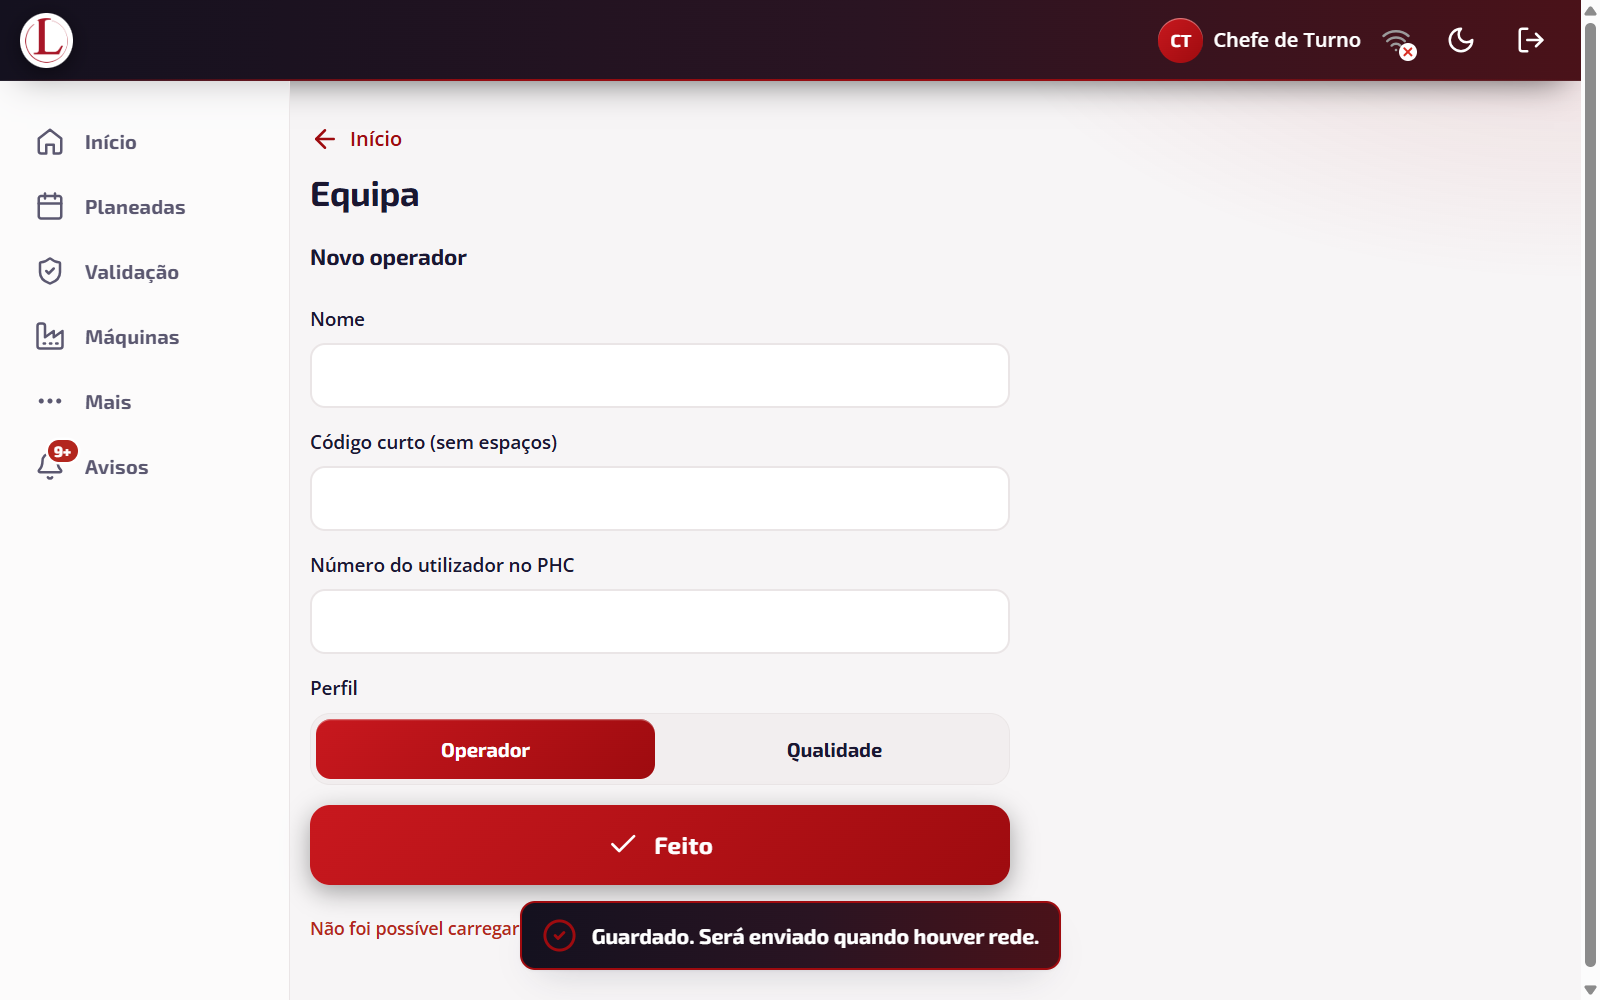 L
CT
Chefe de Turno
Início
Planeadas
Validação
Máquinas
Mais
9+
Avisos
Início
Equipa
Novo operador
Nome
Código curto (sem espaços)
Número do utilizador no PHC
Perfil
Operador
Qualidade
Feito
Não foi possível carregar
Guardado. Será enviado quando houver rede.